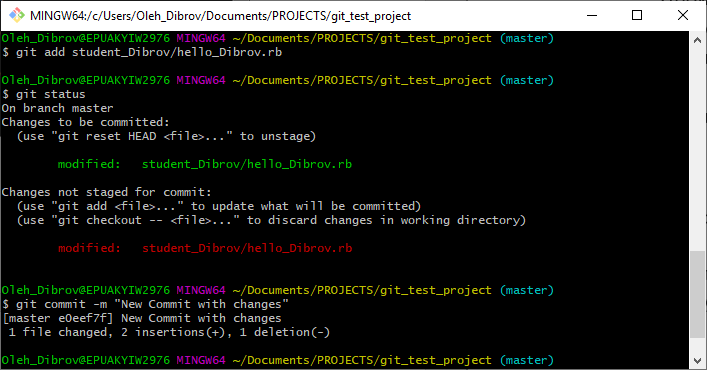 MINGW64:/c/Users/Oleh_Dibrov/Documents/PROJECTS/git_test_project
Oleh_Dibrov@EPUAKYIW2976 MINGW64 ~/Documents/PROJECTS/git_test_project (master)
$ git add student_Dibrov/hello_Dibrov.rb
Oleh_Dibrov@EPUAKYIW2976 MINGW64 ~/Documents/PROJECTS/git_test_project (master)
$ git status
On branch master
Changes to be committed:
  (use "git reset HEAD <file>..." to unstage)
        modified:   student_Dibrov/hello_Dibrov.rb
Changes not staged for commit:
  (use "git add <file>..." to update what will be committed)
  (use "git checkout -- <file>..." to discard changes in working directory)
        modified:   student_Dibrov/hello_Dibrov.rb
Oleh_Dibrov@EPUAKYIW2976 MINGW64 ~/Documents/PROJECTS/git_test_project (master)
$ git commit -m "New Commit with changes"
[master e0eef7f] New Commit with changes
 1 file changed, 2 insertions(+), 1 deletion(-)
Oleh_Dibrov@EPUAKYIW2976 MINGW64 ~/Documents/PROJECTS/git_test_project (master)